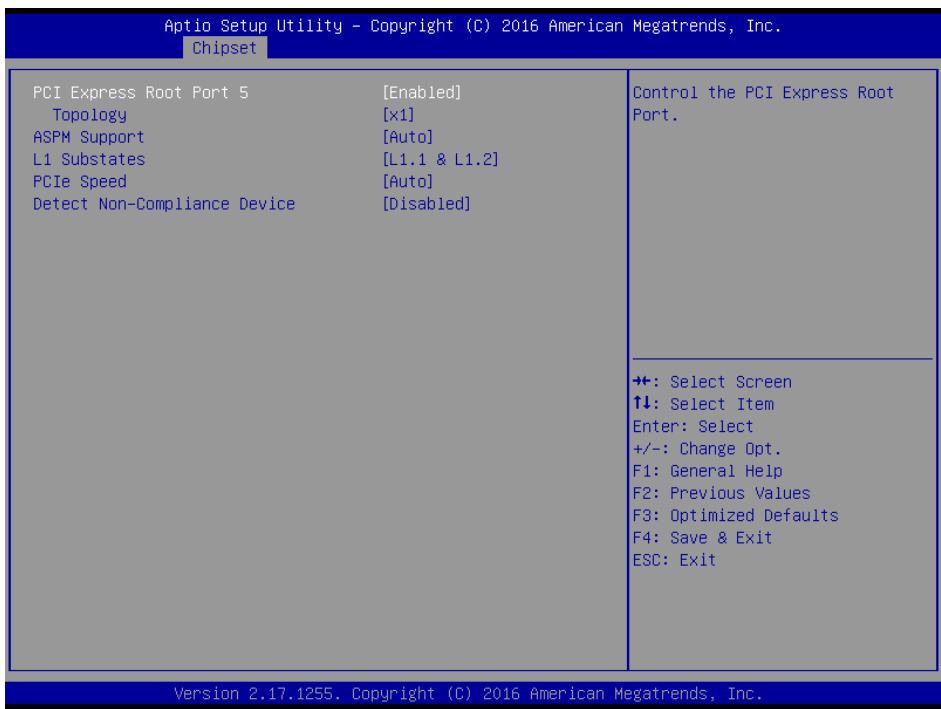 Aptio Setup Utility – Copyright (C) 2016 American Megatrends, Inc.
Chipset
PCI Express Root Port 5 [Enabled]
Topology [x1]
ASPM Support [Auto]
L1 Substates [L1.1 & L1.2]
PCIe Speed [Auto]
Detect Non-Compliance Device [Disabled]
Control the PCI Express Root
Port.
→←: Select Screen
↑↓: Select Item
Enter: Select
+/-: Change Opt.
F1: General Help
F2: Previous Values
F3: Optimized Defaults
F4: Save & Exit
ESC: Exit
Version 2.17.1255. Copyright (C) 2016 American Megatrends, Inc.